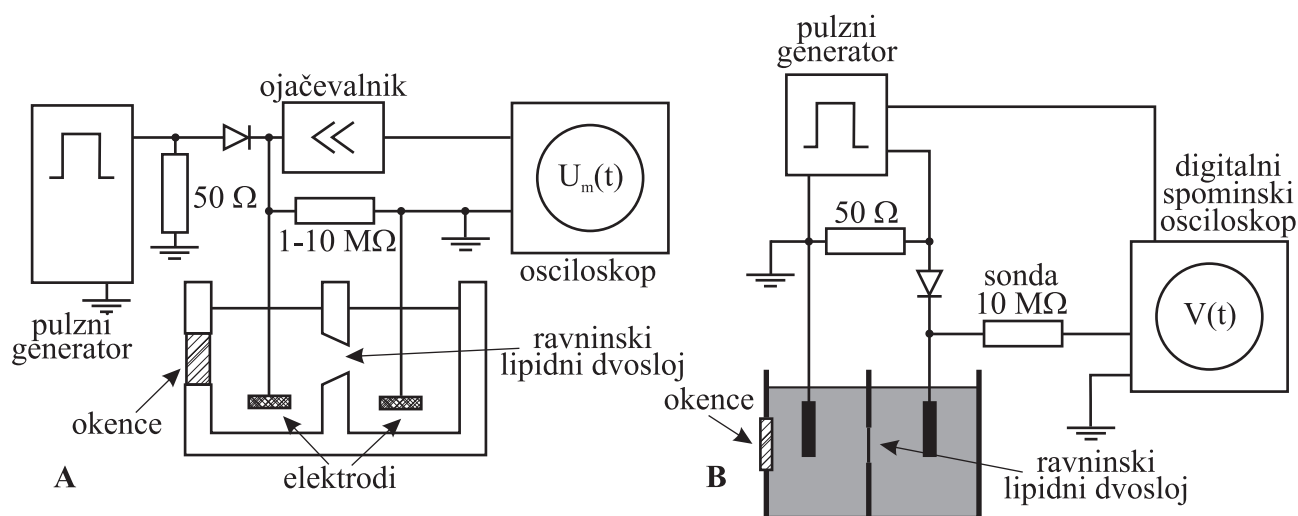 ojačevalnik
50 Ω
1-10 MΩ
Uₘ(t)
osciloskop
pulzni
generator
ravninski
lipidni dvosloj
okence
elektrodi
A
pulzni
generator
50 Ω
digitalni
spominski
osciloskop
sonda
10 MΩ
V(t)
okence
ravninski
lipidni dvosloj
B